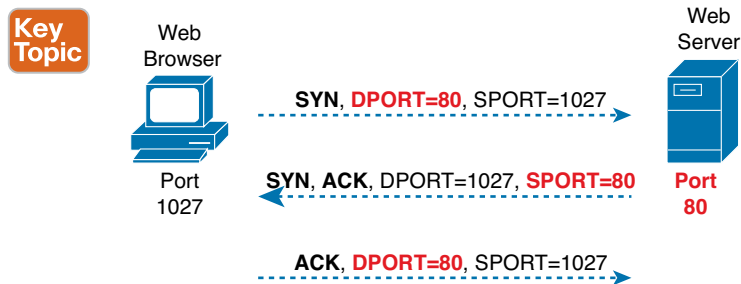 Key
Topic
Web
Browser
Web
Server
SYN, DPORT=80, SPORT=1027
SYN, ACK, DPORT=1027, SPORT=80
Port
1027
Port
80
ACK, DPORT=80, SPORT=1027